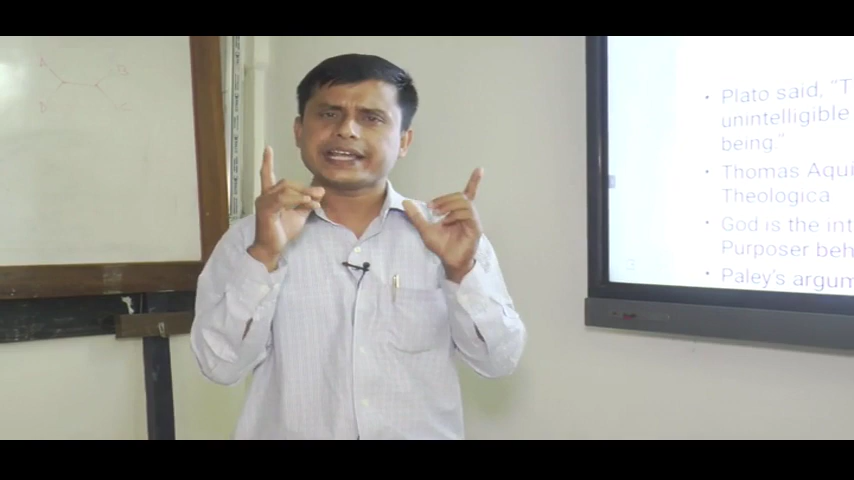 Plato said, "T
unintelligible
being."
Thomas Aqui
Theologica
God is the int
Purposer beh
Paley's argum